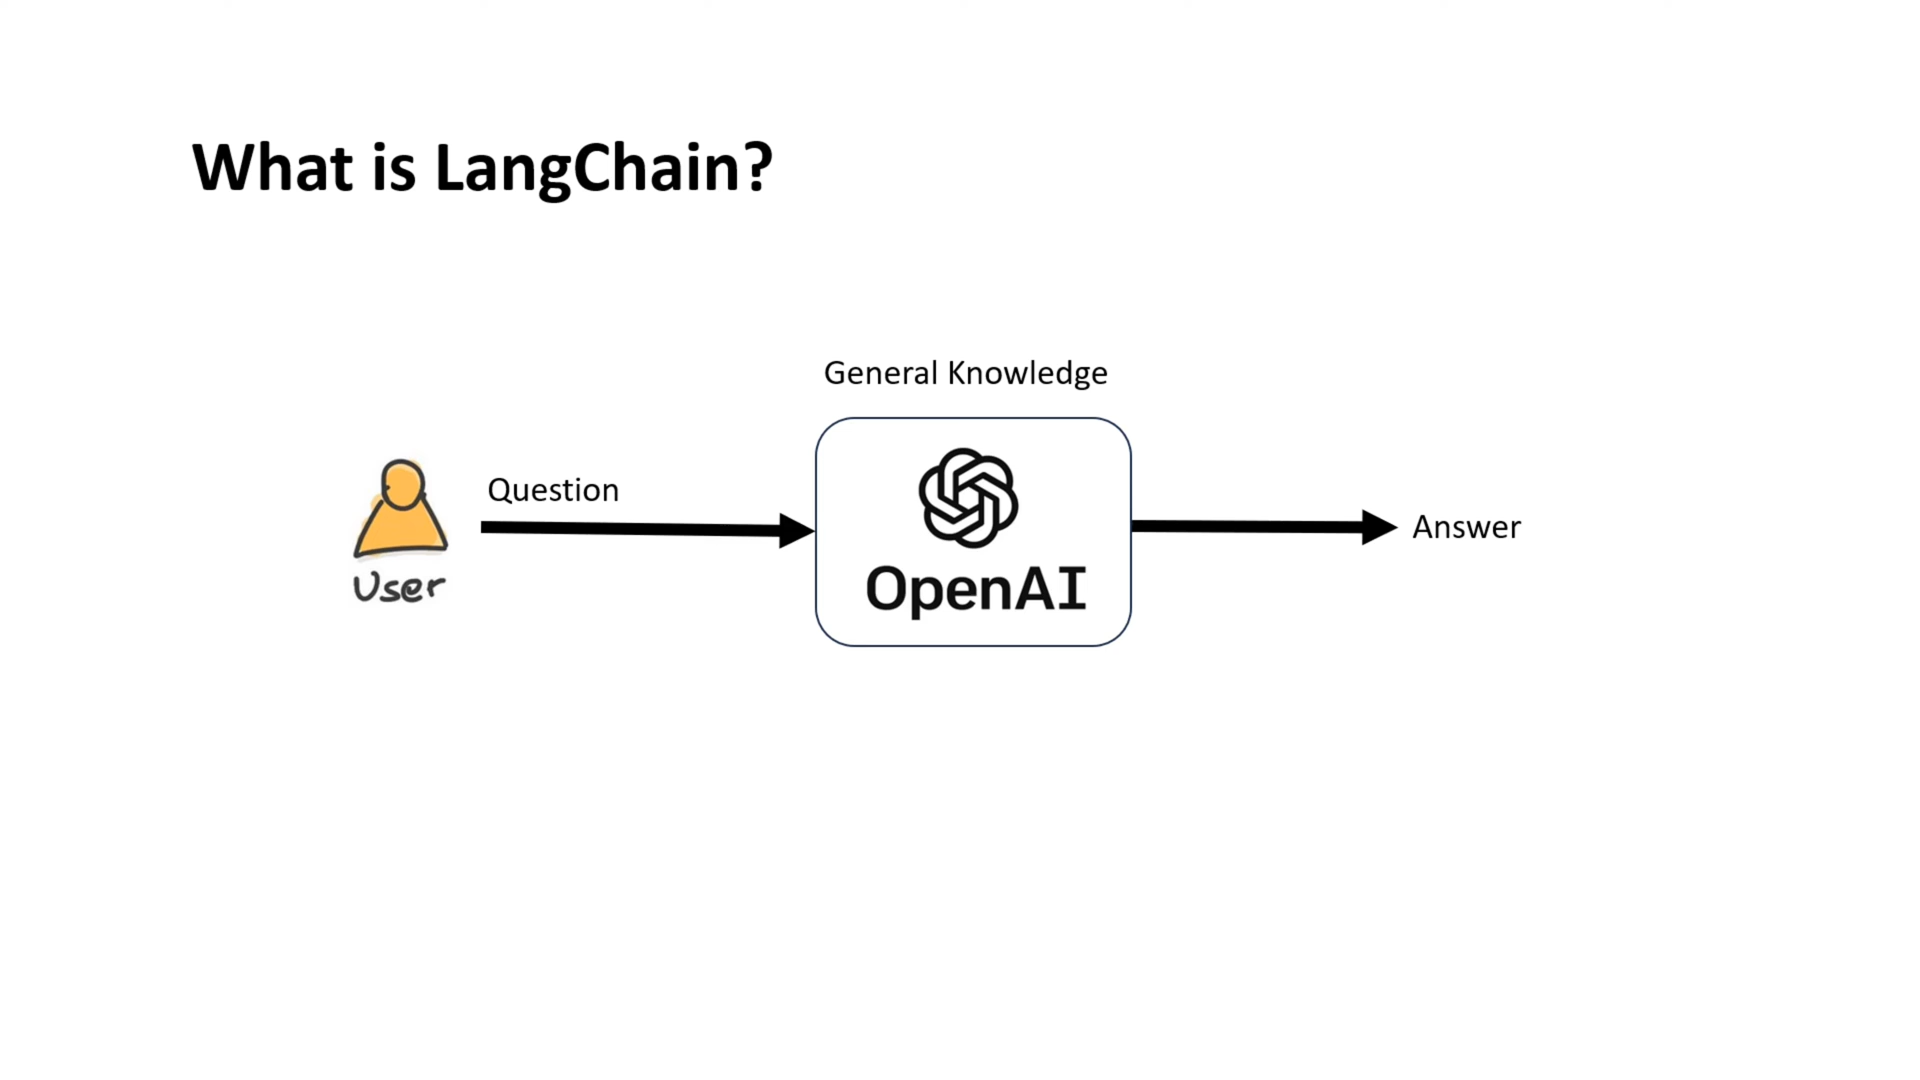 What is LangChain?
General Knowledge
Question
User
OpenAI
Answer